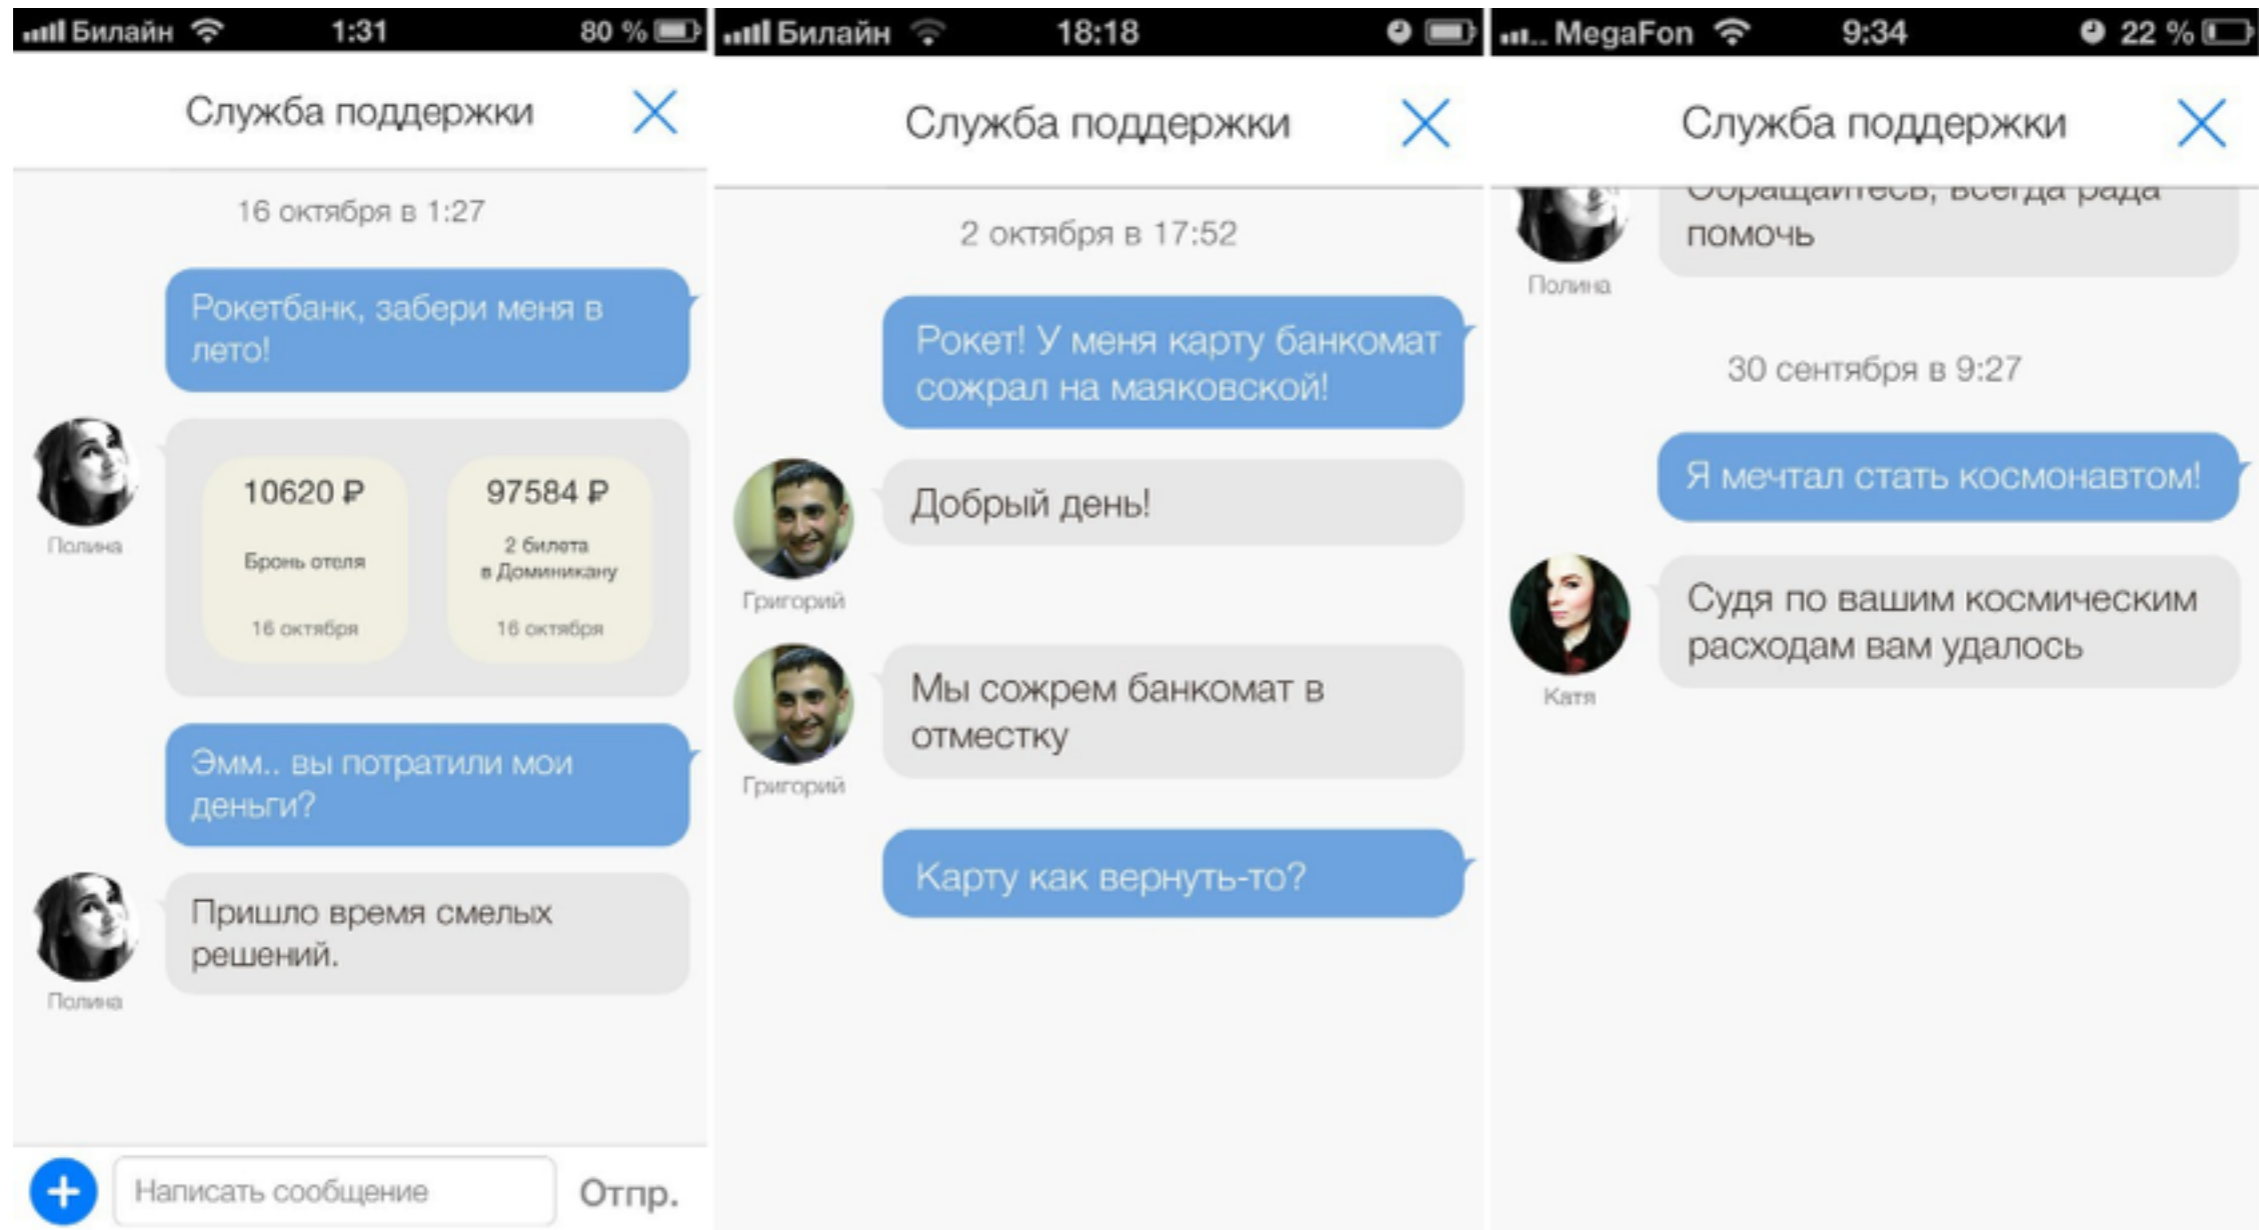 Билайн 1:31 80 %
Служба поддержки
16 октября в 1:27
Рокетбанк, забери меня в
лето!
10620 ₽
Бронь отеля
16 октября
97584 ₽
2 билета
в Доминикану
16 октября
Полина
Эмм.. вы потратили мои
деньги?
Пришло время смелых
решений.
Полина
Написать сообщение
Отпр.
Билайн 18:18
Служба поддержки
2 октября в 17:52
Рокет! У меня карту банкомат
сожрал на маяковской!
Добрый день!
Григорий
Мы сожрем банкомат в
отместку
Григорий
Карту как вернуть-то?
MegaFon 9:34 22 %
Служба поддержки
Обращайтесь, всегда рада
помочь
Полина
30 сентября в 9:27
Я мечтал стать космонавтом!
Судя по вашим космическим
расходам вам удалось
Катя